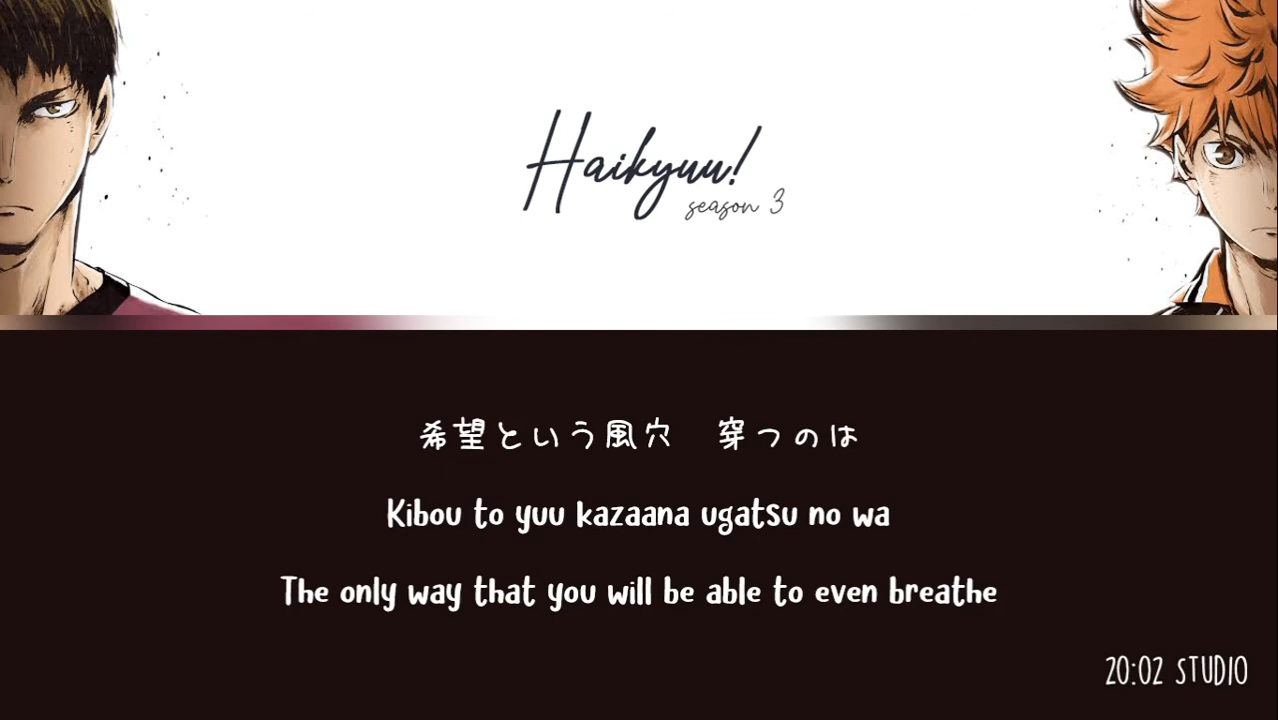 Haikyuu!
season 3
希望という風穴　穿つのは
Kibou to yuu kazaana ugatsu no wa
The only way that you will be able to even breathe
20:02 STUDIO